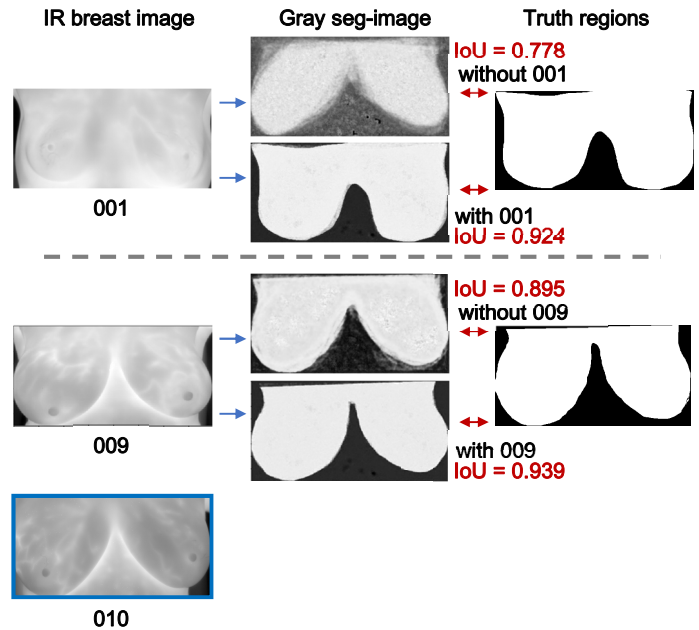 IR breast image
Gray seg-image
Truth regions
IoU = 0.778
without 001
001
with 001
IoU = 0.924
IoU = 0.895
without 009
009
with 009
IoU = 0.939
010